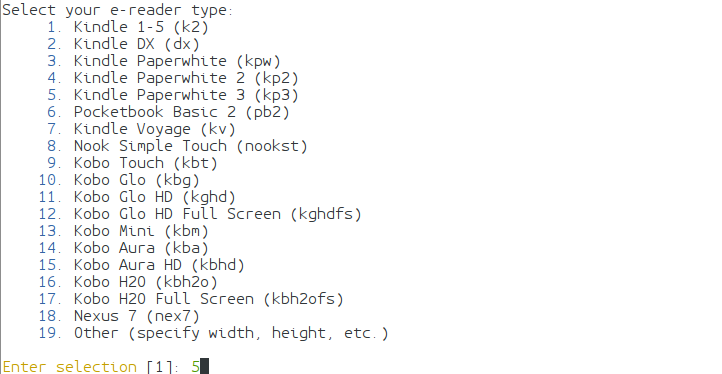 Select your e-reader type:
1. Kindle 1-5 (k2)
2. Kindle DX (dx)
3. Kindle Paperwhite (kpw)
4. Kindle Paperwhite 2 (kp2)
5. Kindle Paperwhite 3 (kp3)
6. Pocketbook Basic 2 (pb2)
7. Kindle Voyage (kv)
8. Nook Simple Touch (nookst)
9. Kobo Touch (kbt)
10. Kobo Glo (kbg)
11. Kobo Glo HD (kghd)
12. Kobo Glo HD Full Screen (kghdfs)
13. Kobo Mini (kbm)
14. Kobo Aura (kba)
15. Kobo Aura HD (kbhd)
16. Kobo H2O (kbh2o)
17. Kobo H2O Full Screen (kbh2ofs)
18. Nexus 7 (nex7)
19. Other (specify width, height, etc.)
Enter selection [1]: 5